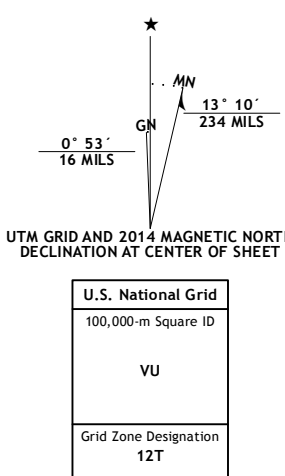 ★
MN
GN
13° 10´
234 MILS
0° 53´
16 MILS
UTM GRID AND 2014 MAGNETIC NORT
DECLINATION AT CENTER OF SHEET
U.S. National Grid
100,000-m Square ID
VU
Grid Zone Designation
12T